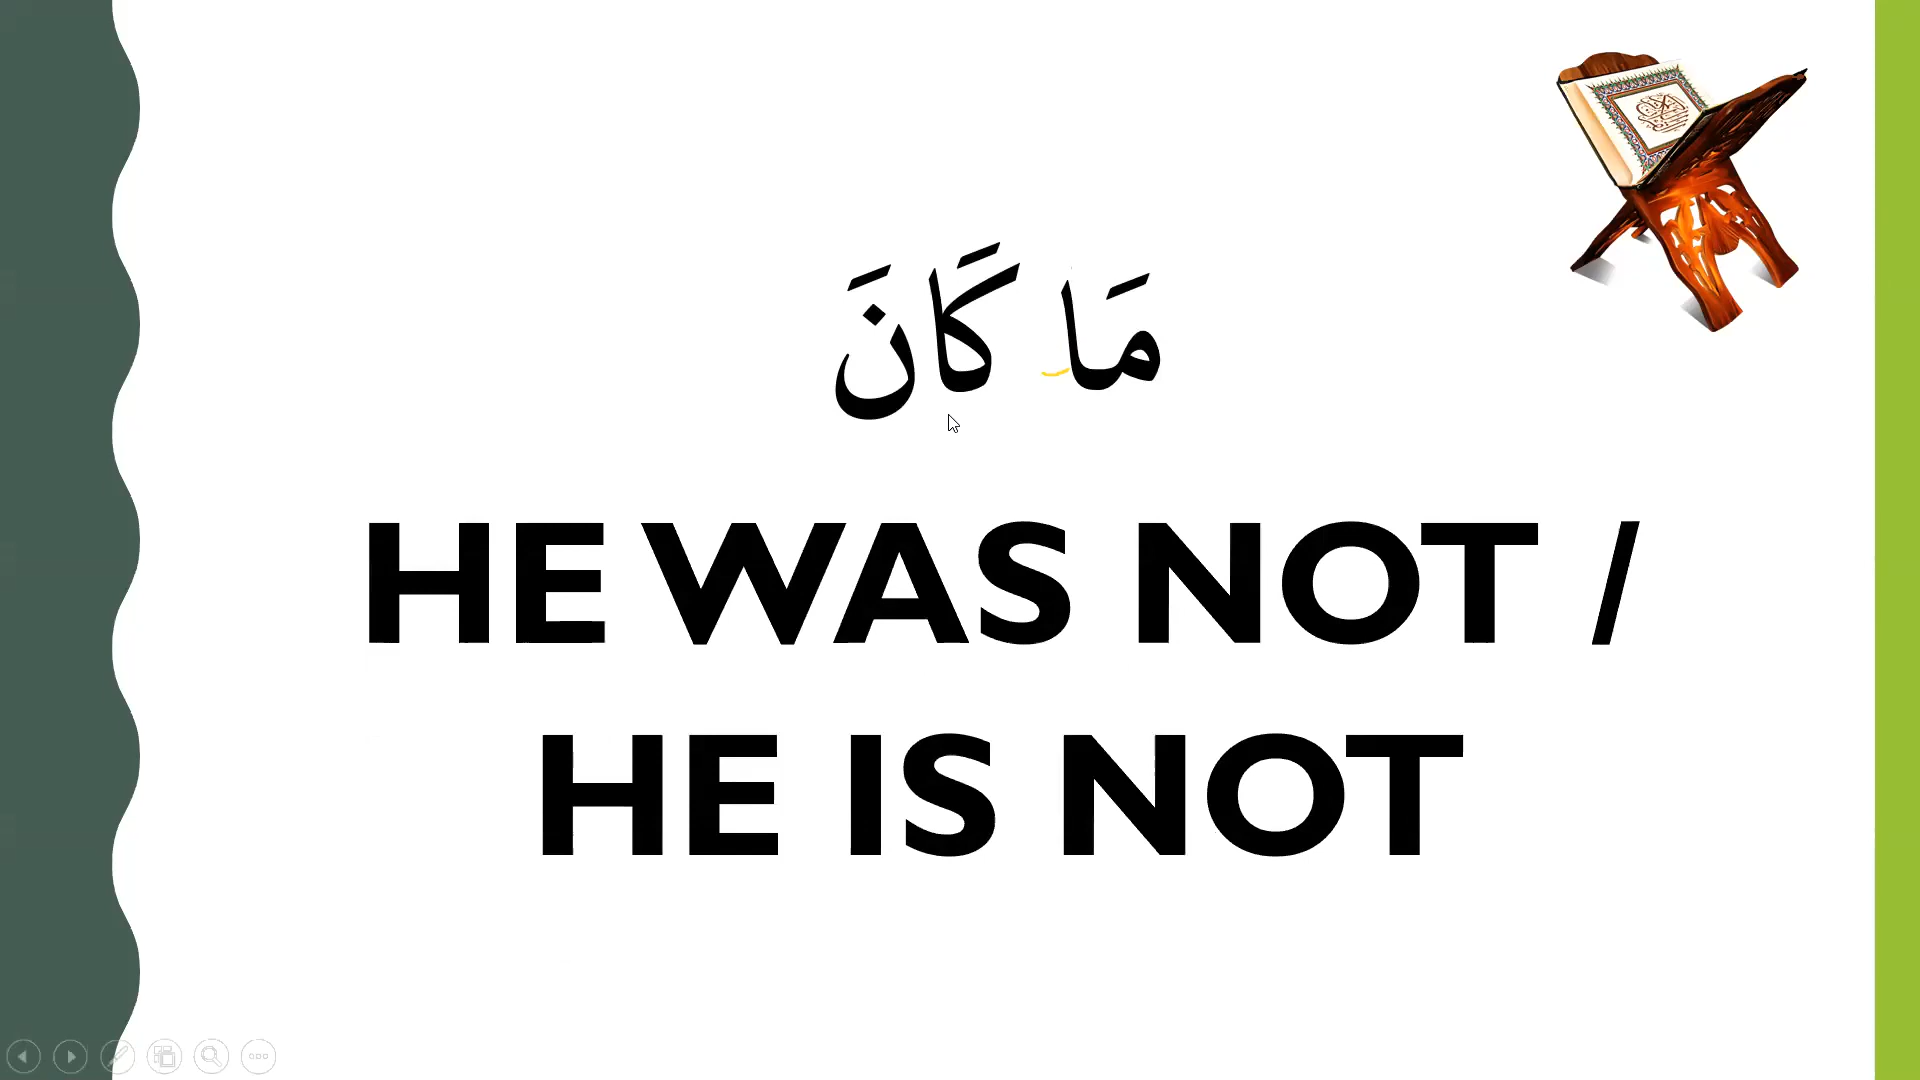 مَا كَانَ
HE WAS NOT /
HE IS NOT